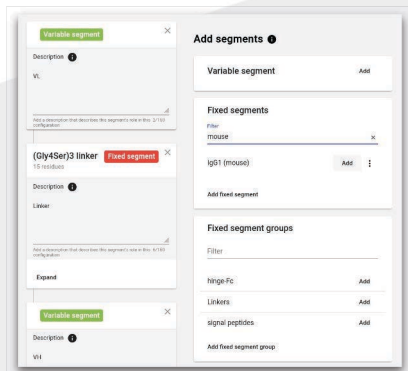 Variable segment
Description
VL
Add a description that describes this segment's role in this configuration 2/150
(Gly4Ser)3 linker Fixed segment
15 residues
Description
Linker
Add a description that describes this segment's role in this configuration 6/150
Expand
Variable segment
Description
VH
Add segments
Variable segment Add
Fixed segments
Filter
mouse
IgG1 (mouse) Add
Add fixed segment
Fixed segment groups
Filter
hinge-Fc Add
Linkers Add
signal peptides Add
Add fixed segment group